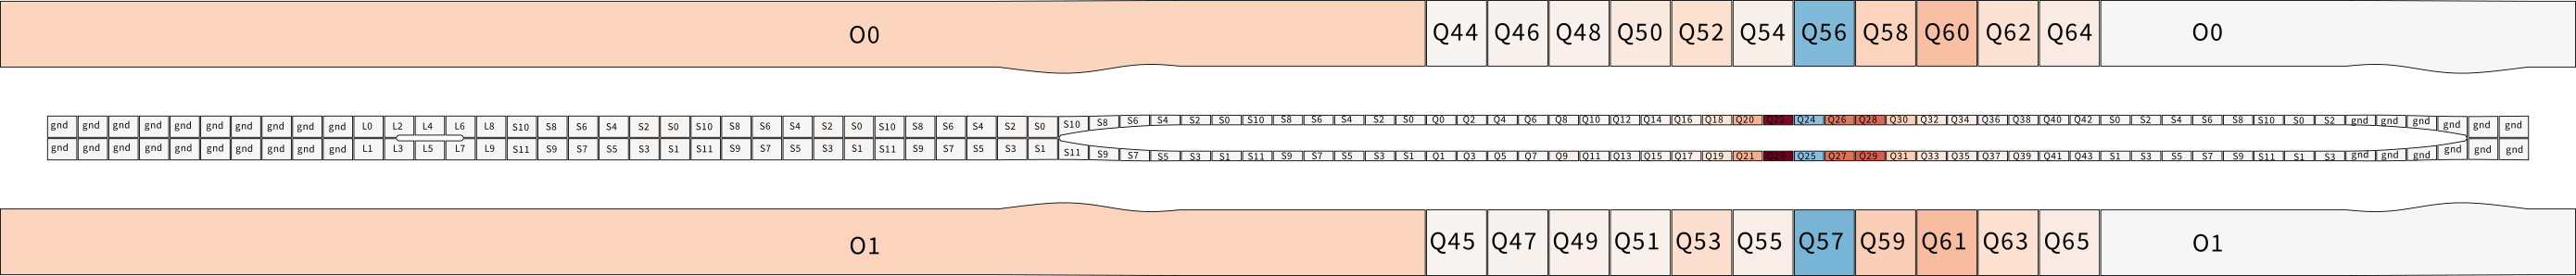 O0 Q44 Q46 Q48 Q50 Q52 Q54 Q56 Q58 Q60 Q62 Q64 O0
gnd gnd gnd gnd gnd gnd gnd gnd gnd gnd L0 L2 L4 L6 L8 S10 S8 S6 S4 S2 S0 S10 S8 S6 S4 S2 S0 S10 S8 S6 S4 S2 S0 S10 S8 S6 S4 S2 S0 S10 S8 S6 S4 S2 S0 Q0 Q2 Q4 Q6 Q8 Q10 Q12 Q14 Q16 Q18 Q20 Q22 Q24 Q26 Q28 Q30 Q32 Q34 Q36 Q38 Q40 Q42 S0 S2 S4 S6 S8 S10 S0 S2 gnd gnd gnd gnd gnd gnd
gnd gnd gnd gnd gnd gnd gnd gnd gnd gnd L1 L3 L5 L7 L9 S11 S9 S7 S5 S3 S1 S11 S9 S7 S5 S3 S1 S11 S9 S7 S5 S3 S1 S11 S9 S7 S5 S3 S1 S11 S9 S7 S5 S3 S1 Q1 Q3 Q5 Q7 Q9 Q11 Q13 Q15 Q17 Q19 Q21 Q25 Q27 Q29 Q31 Q33 Q35 Q37 Q39 Q41 Q43 S1 S3 S5 S7 S9 S11 S1 S3 gnd gnd gnd gnd gnd gnd
O1 Q45 Q47 Q49 Q51 Q53 Q55 Q57 Q59 Q61 Q63 Q65 O1